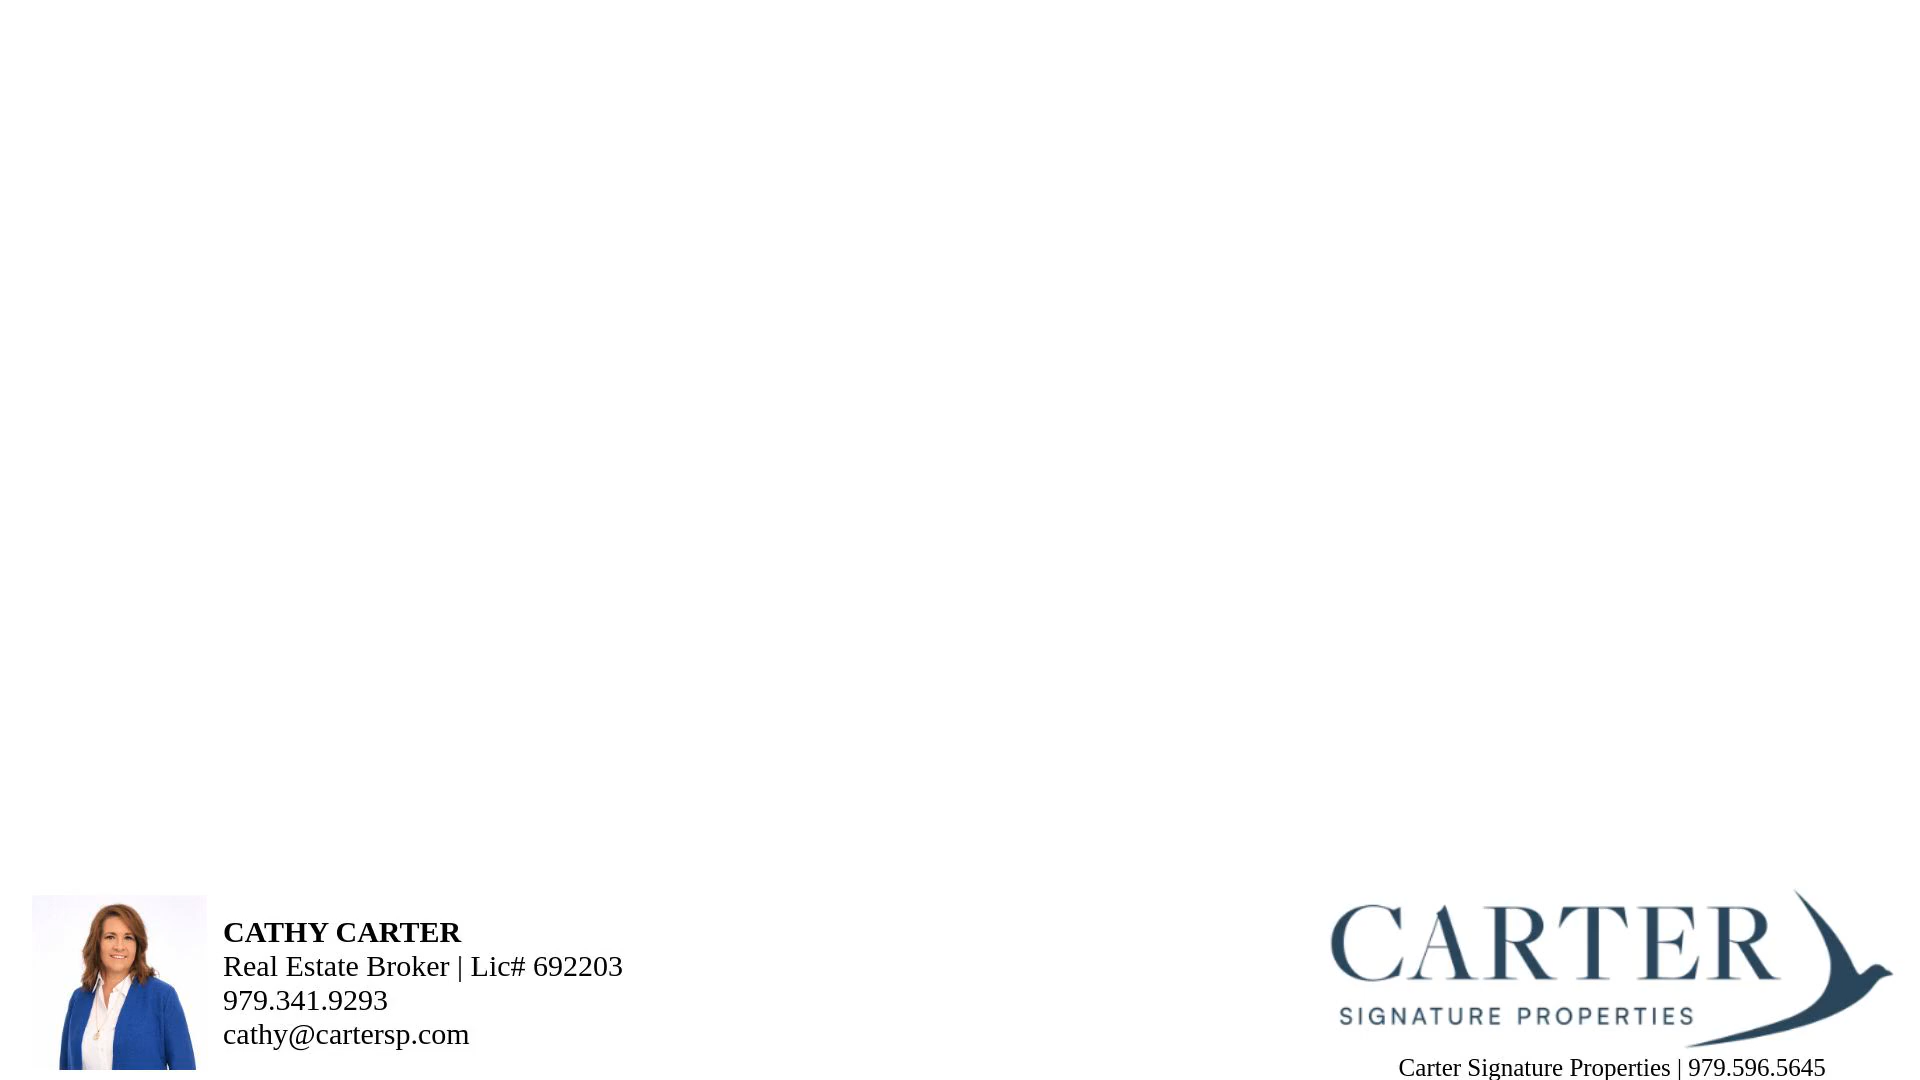 CATHY CARTER
Real Estate Broker | Lic# 692203
979.341.9293
cathy@cartersp.com
CARTER
SIGNATURE PROPERTIES
Carter Signature Properties | 979.596.5645